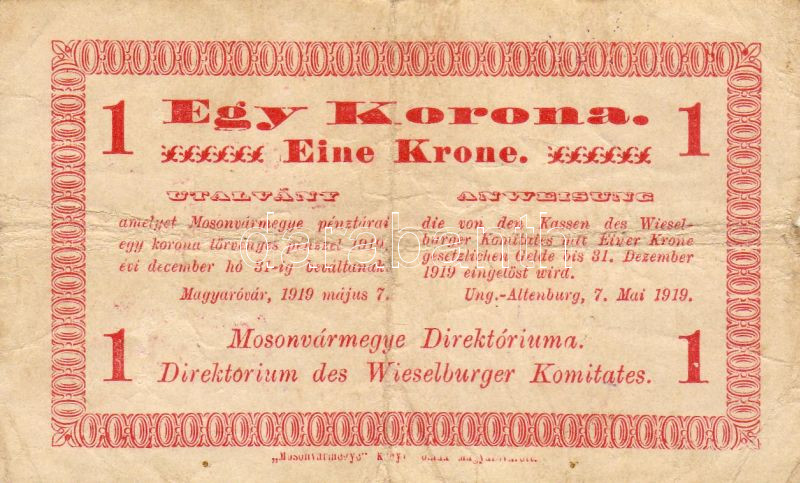 1 Egy Korona. 1
Eine Krone.
UTALVÁNY
amelyet Mosonvármegye pénztárai
egy korona törvényes pénzzel 1919.
évi december hó 31-ig beváltanak.
Magyaróvár, 1919 május 7.
ANWEISUNG
die von den Kassen des Wiesel-
burger Komitates mit Einer Krone
gesetzlichen Gelde bis 31. Dezember
1919 eingelöst wird.
Ung.-Altenburg, 7. Mai 1919.
1 Mosonvármegye Direktóriuma. 1
Direktorium des Wieselburger Komitates.
„Mosonvármegye"